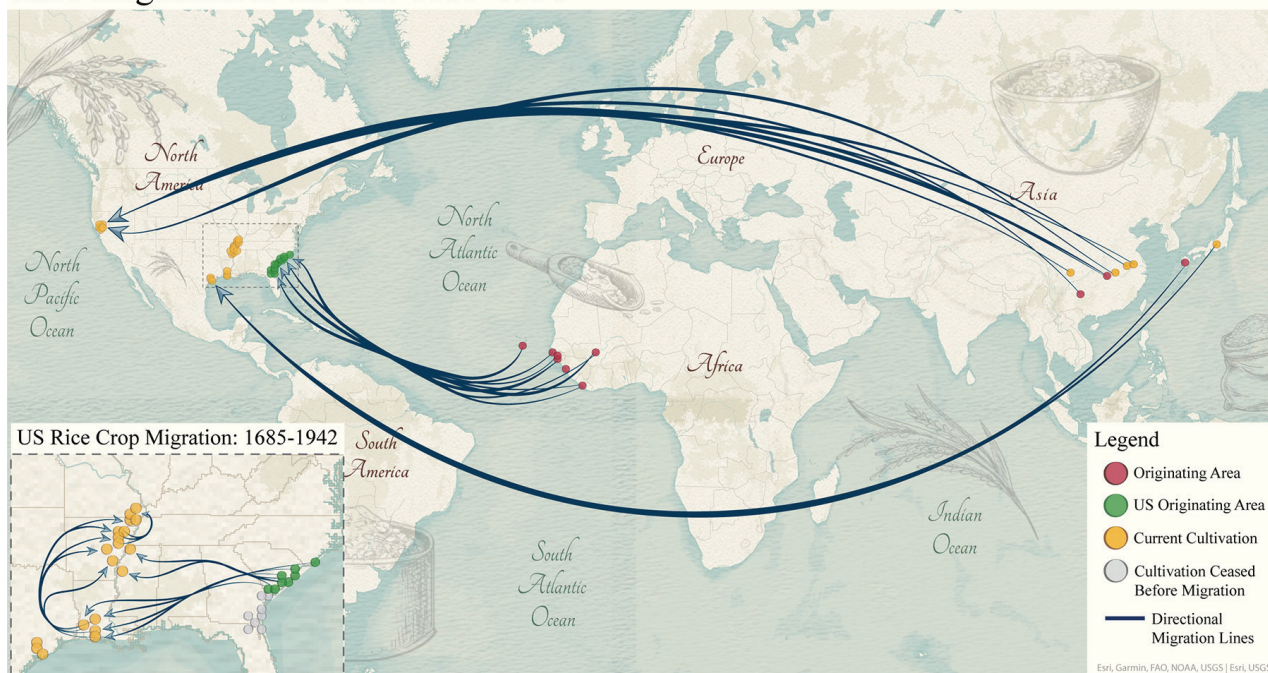 North
America
Europe
Asia
North
Pacific
Ocean
North
Atlantic
Ocean
Africa
South
America
South
Atlantic
Ocean
Indian
Ocean
US Rice Crop Migration: 1685-1942
Legend
Originating Area
US Originating Area
Current Cultivation
Cultivation Ceased
Before Migration
Directional
Migration Lines
Esri, Garmin, FAO, NOAA, USGS | Esri, USGS